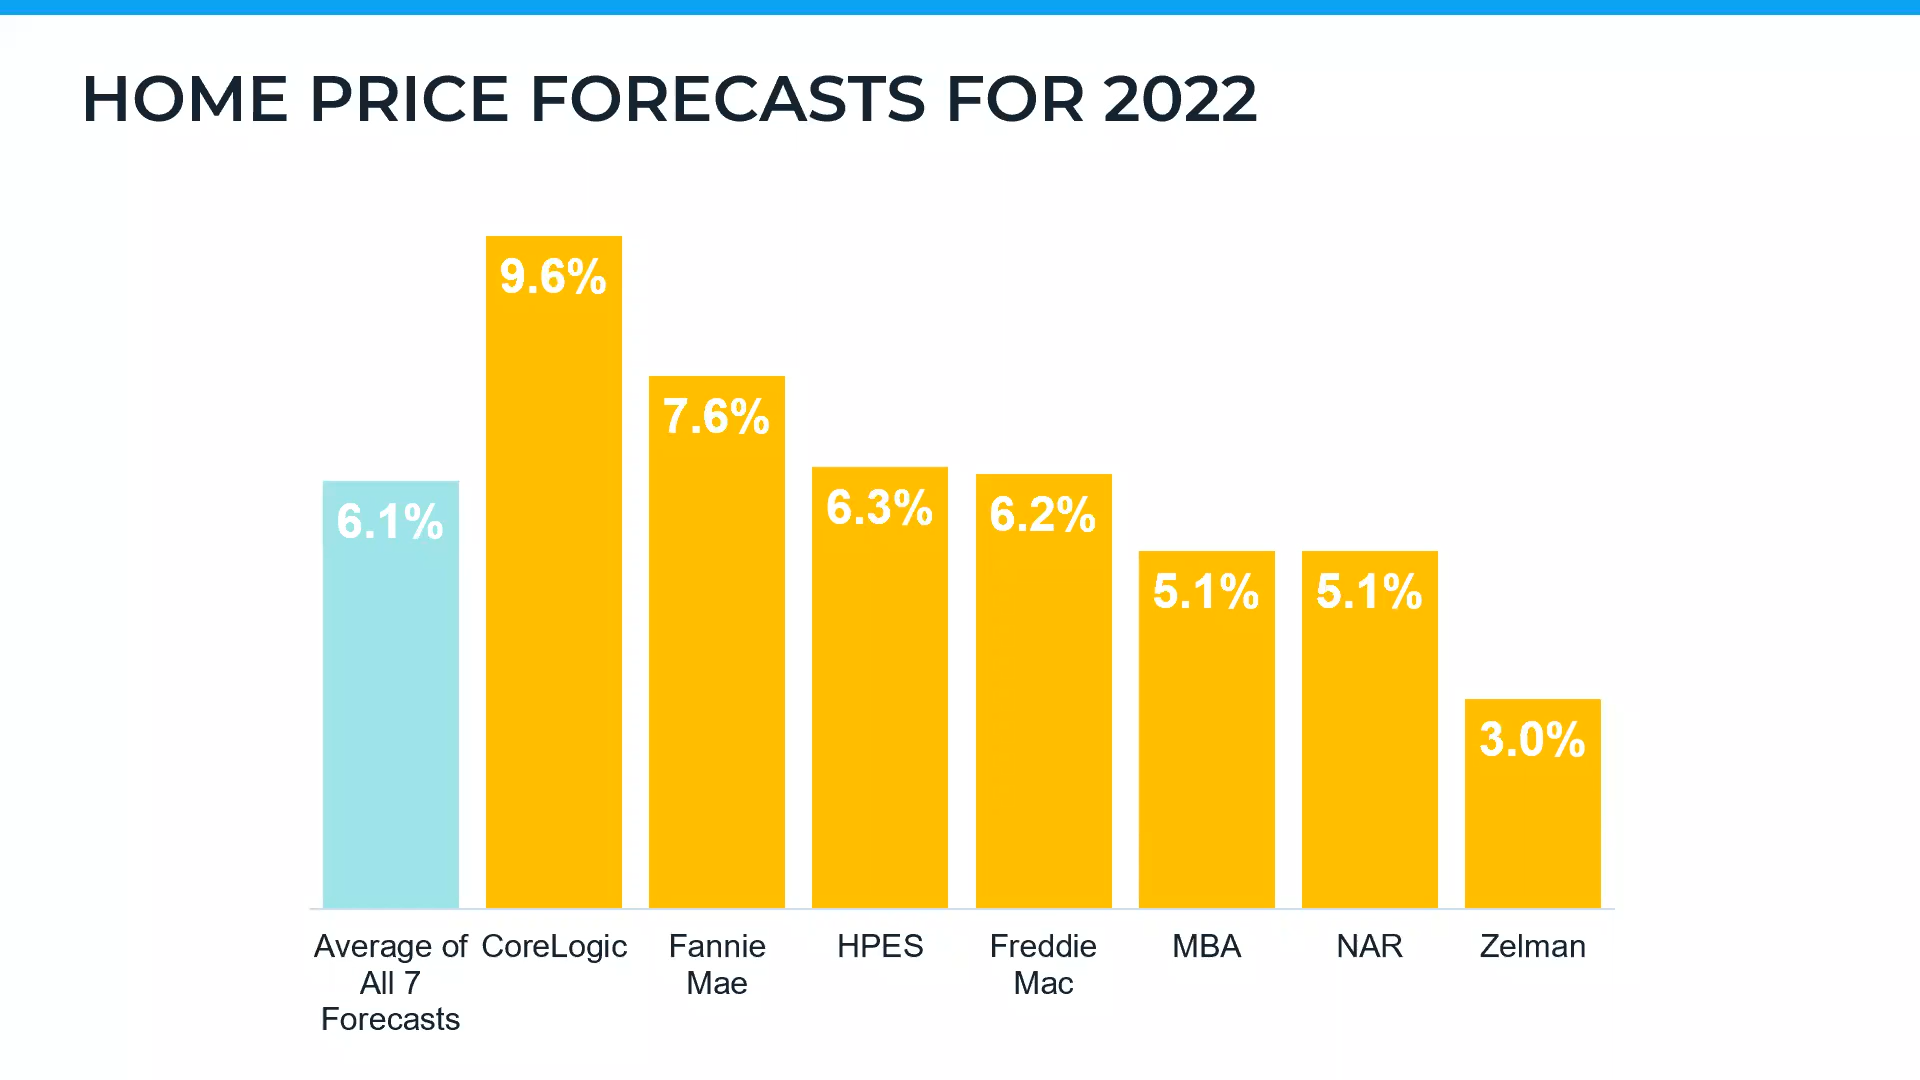 HOME PRICE FORECASTS FOR 2022
9.6%
7.6%
6.3%
6.2%
6.1%
5.1%
5.1%
3.0%
Average of
All 7
Forecasts
CoreLogic
Fannie
Mae
HPES
Freddie
Mac
MBA
NAR
Zelman